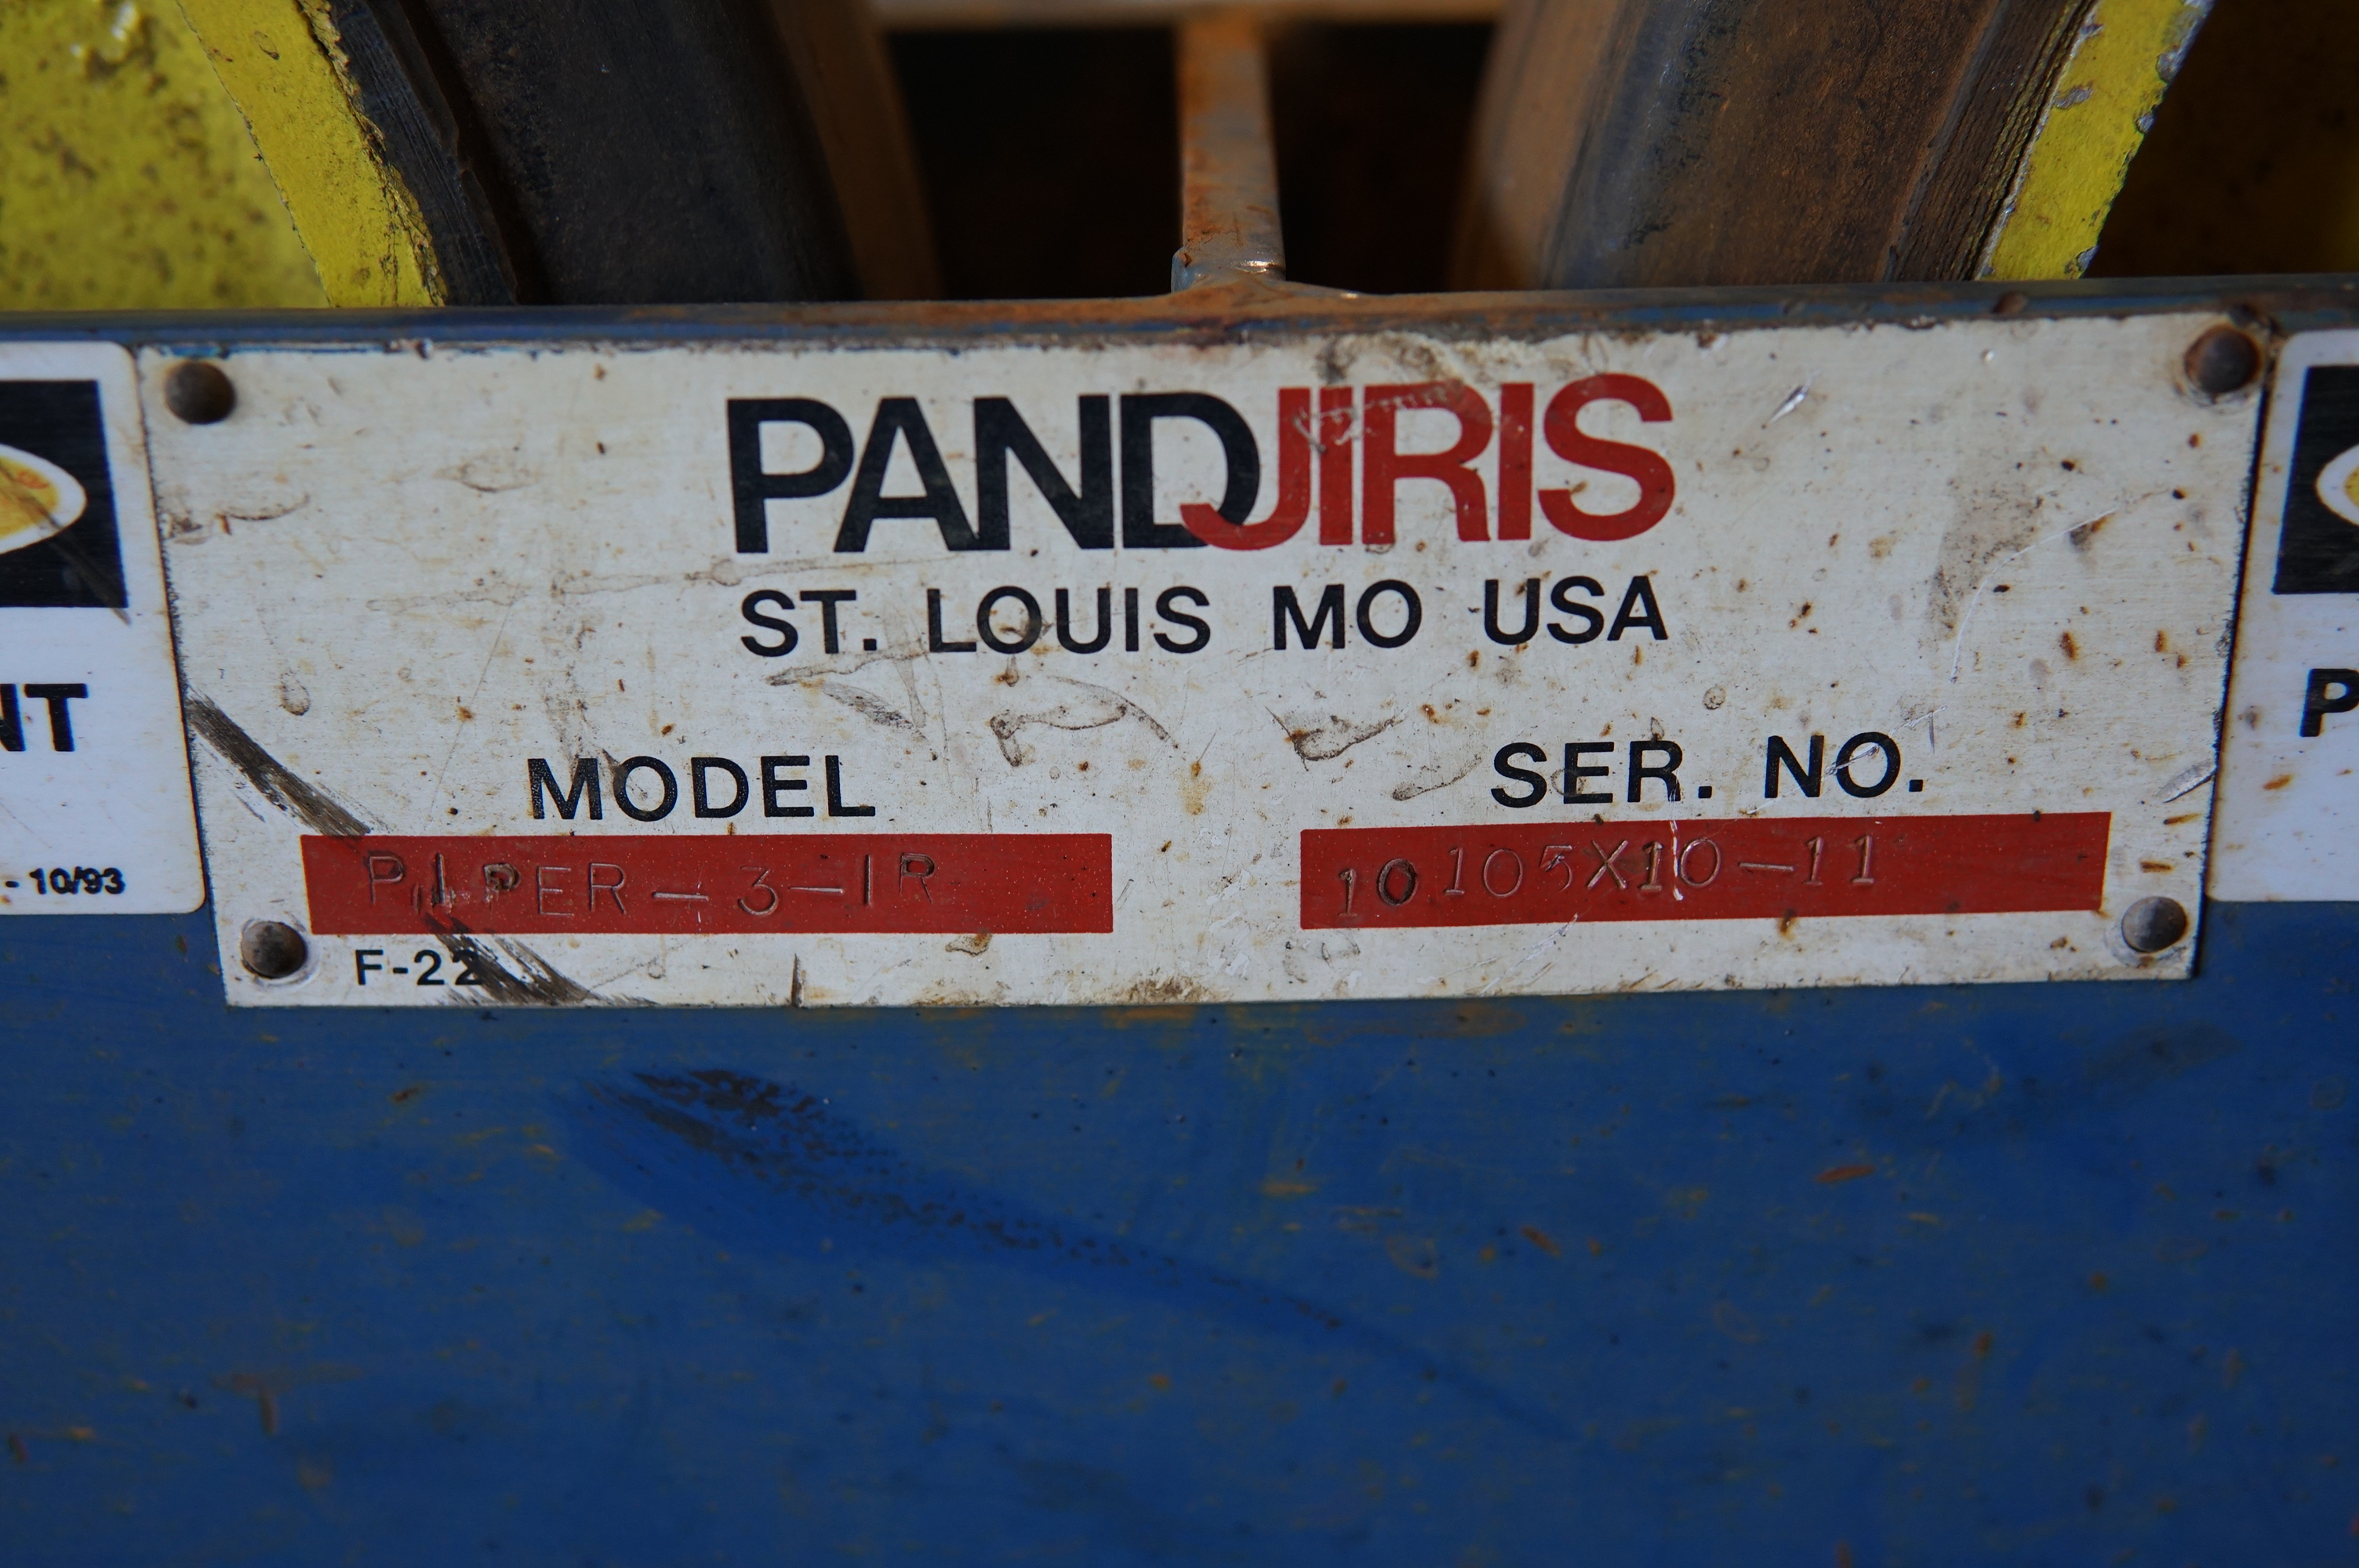 PANDJIRIS
ST. LOUIS MO USA
MODEL
SER. NO.
PIPER-3-IR
10105X10-11
F-22
NT
- 10/93
P